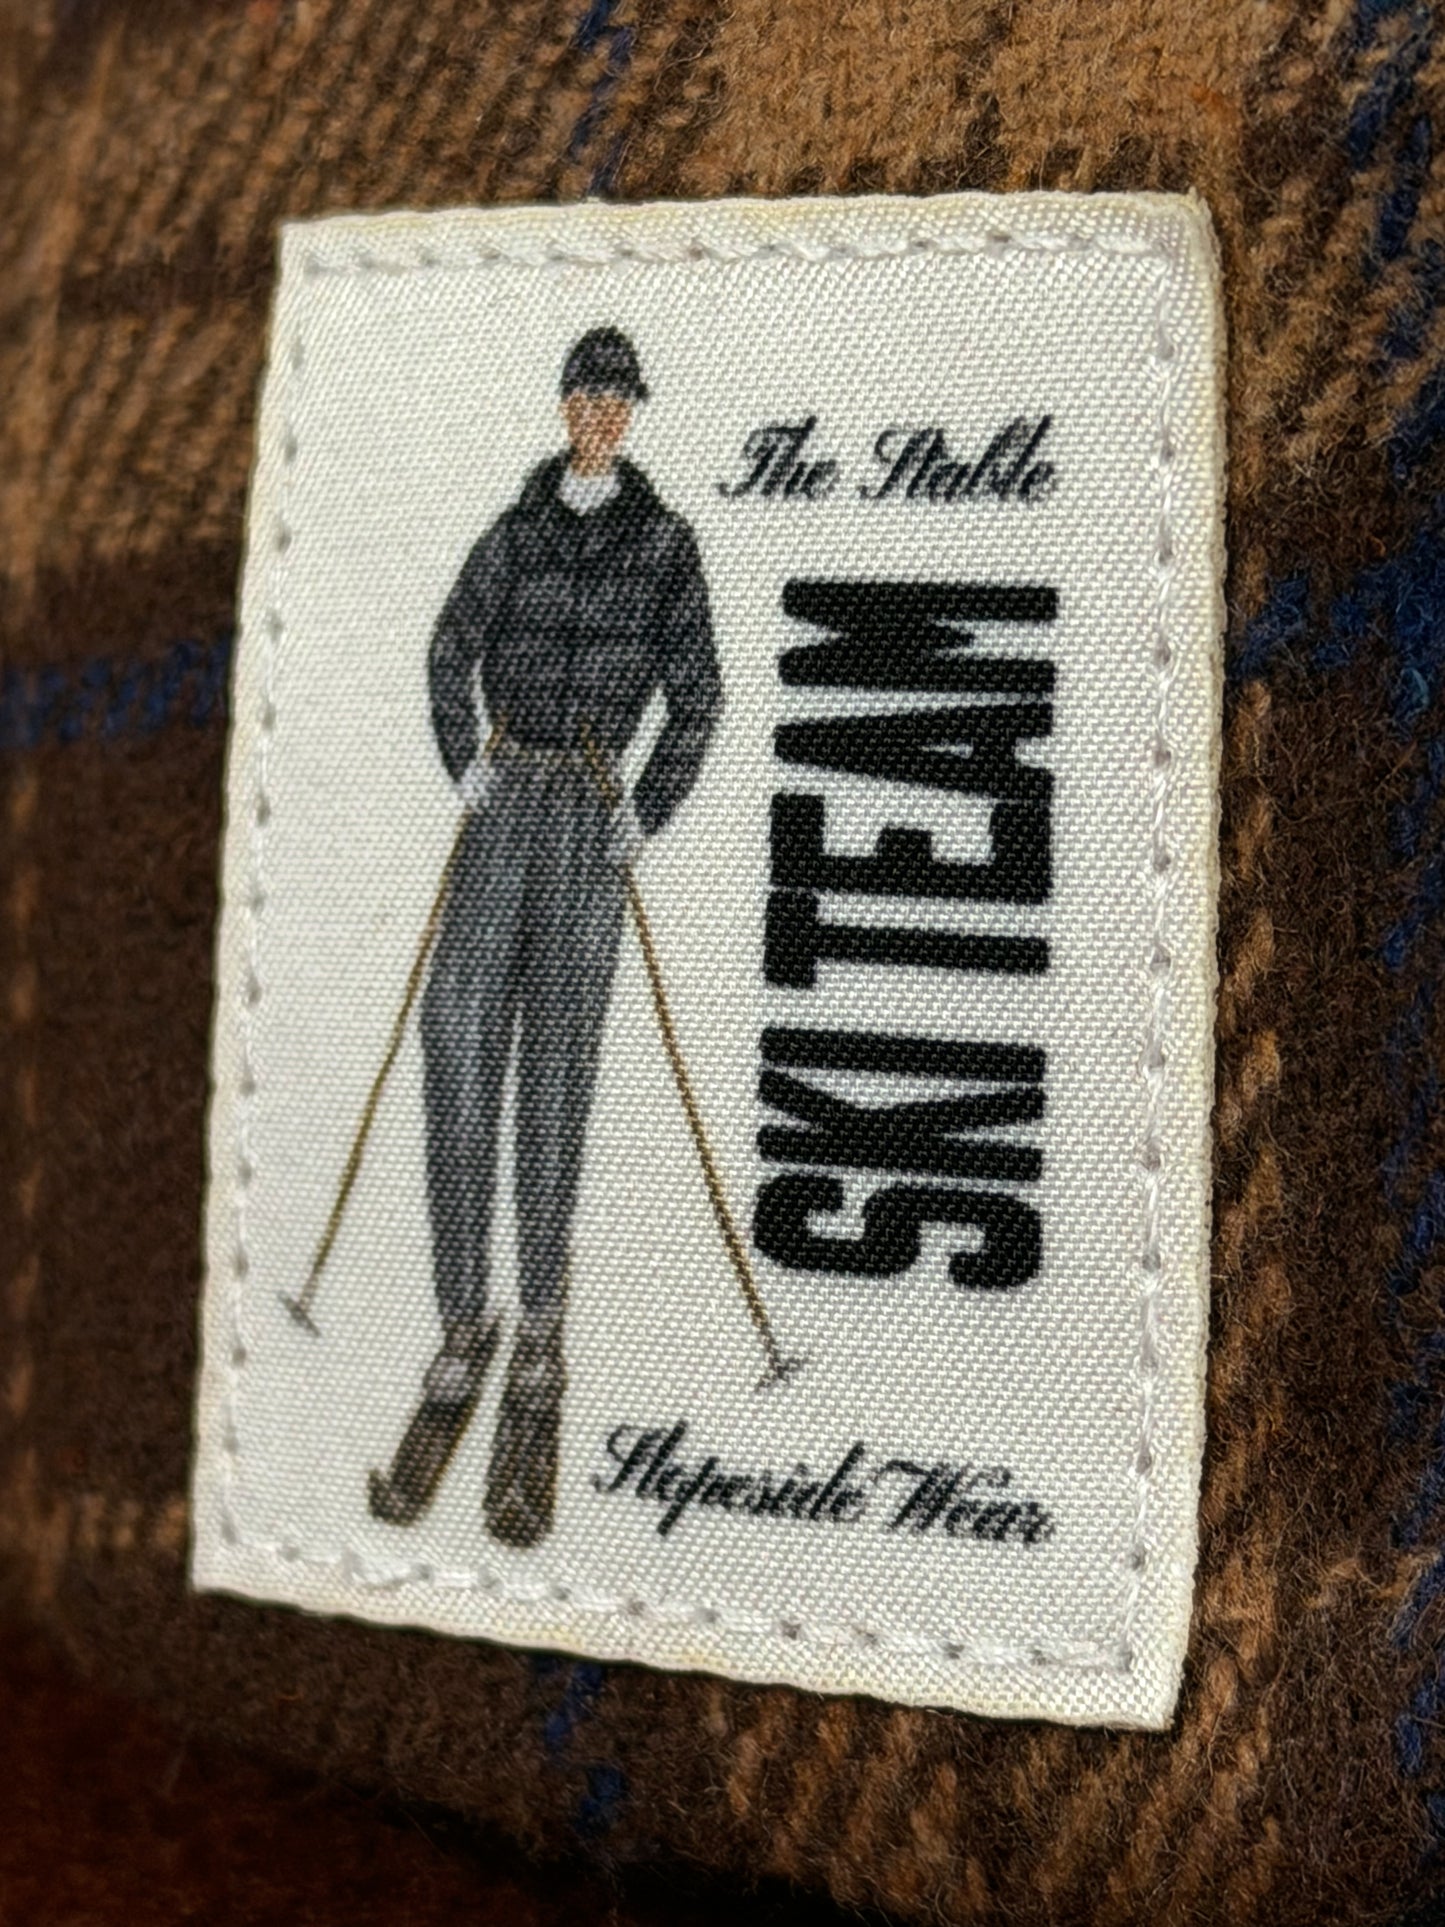 The Stable
SKI TEAM
Slopeside Wear